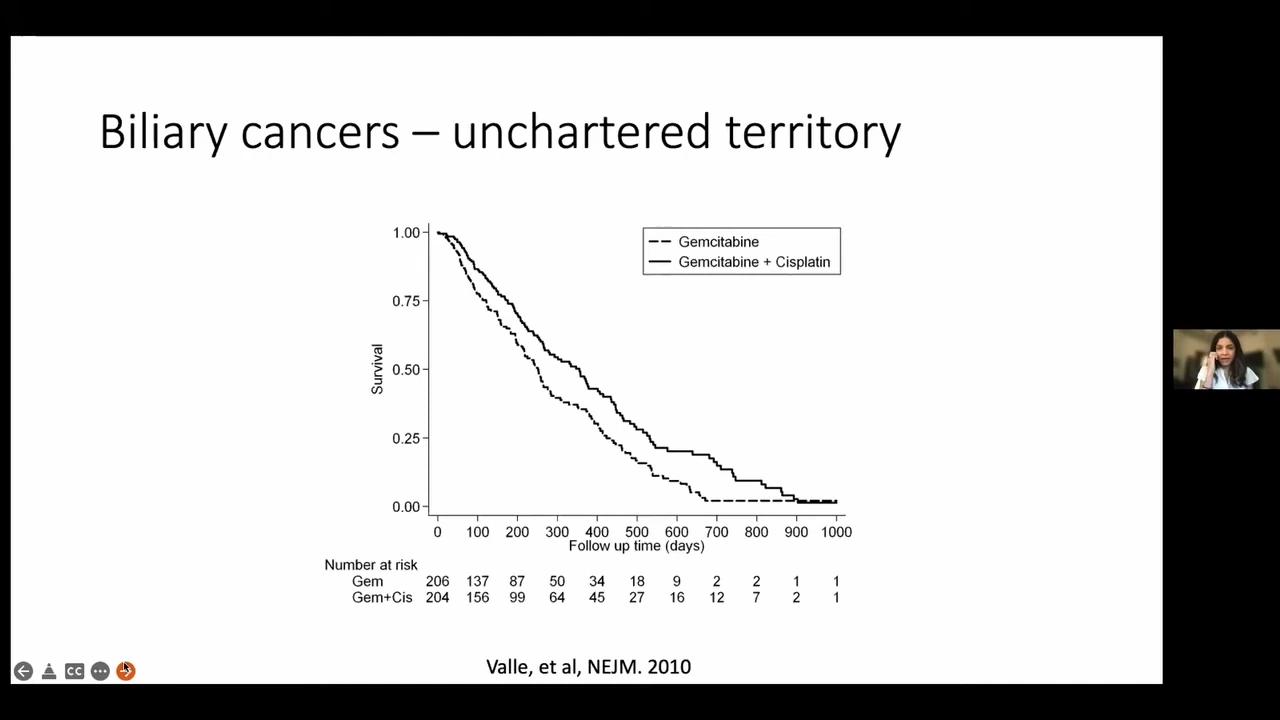 Biliary cancers – unchartered territory
Gemcitabine
Gemcitabine + Cisplatin
1.00
0.75
0.50
0.25
0.00
Survival
0 100 200 300 400 500 600 700 800 900 1000
Follow up time (days)
Number at risk
Gem 206 137 87 50 34 18 9 2 2 1 1
Gem+Cis 204 156 99 64 45 27 16 12 7 2 1
Valle, et al, NEJM. 2010
CC